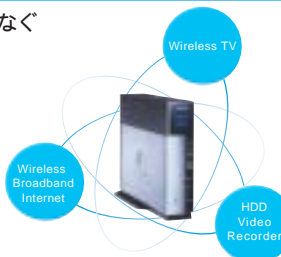 なぐ
Wireless TV
Wireless
Broadband
Internet
HDD
Video
Recorder